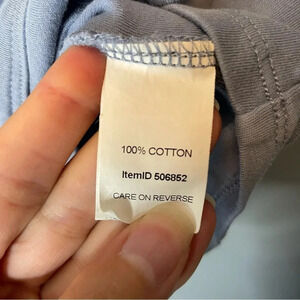 100% COTTON
ItemID 506852
CARE ON REVERSE